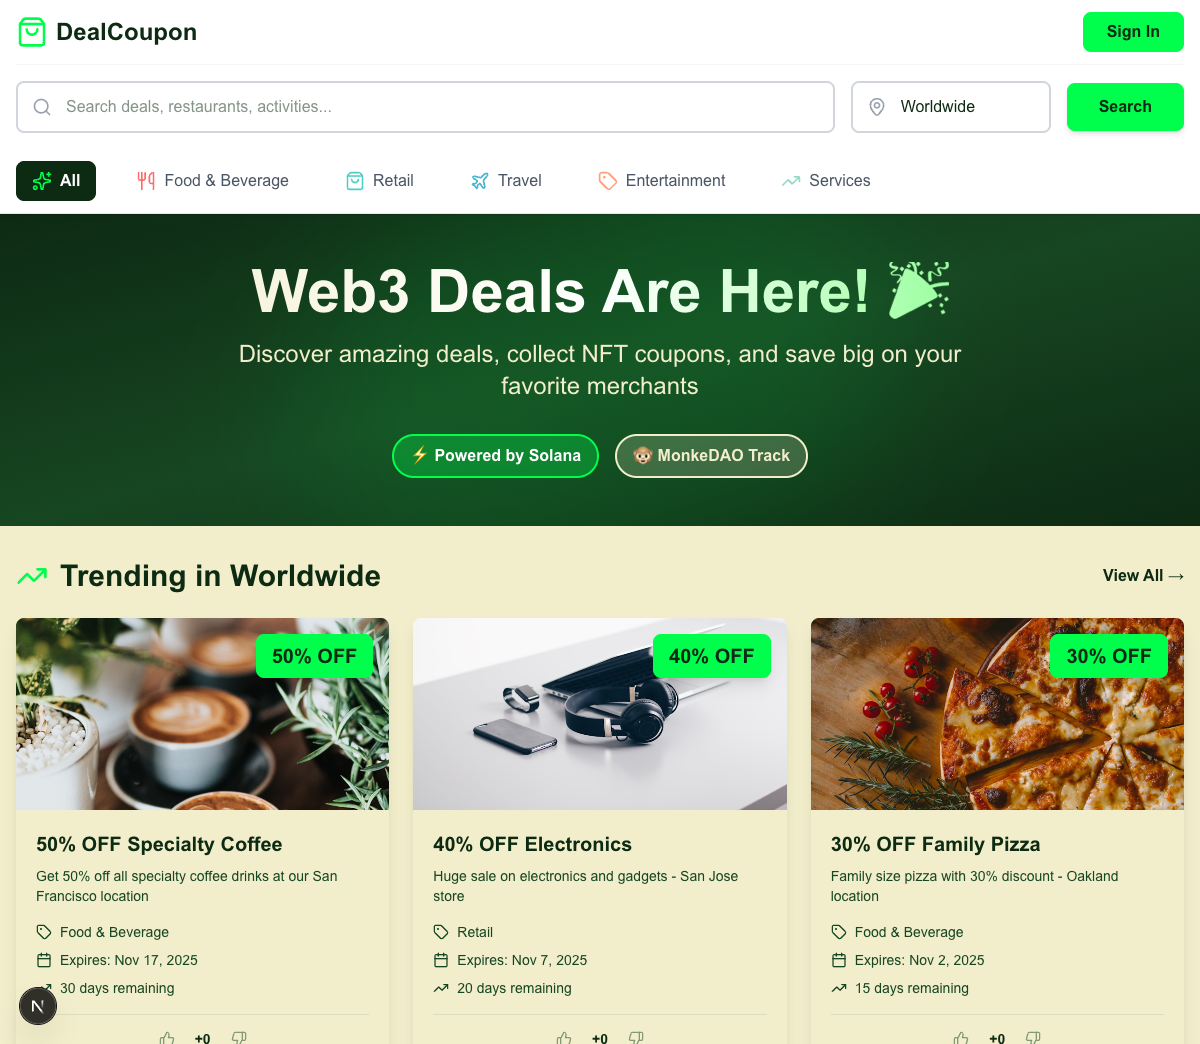 DealCoupon
Sign In
Search deals, restaurants, activities...
Worldwide
Search
All
Food & Beverage
Retail
Travel
Entertainment
Services
Web3 Deals Are Here! 🎉
Discover amazing deals, collect NFT coupons, and save big on your
favorite merchants
⚡ Powered by Solana
🐵 MonkeDAO Track
Trending in Worldwide
View All →
50% OFF
50% OFF Specialty Coffee
Get 50% off all specialty coffee drinks at our San
Francisco location
Food & Beverage
Expires: Nov 17, 2025
30 days remaining
+0
40% OFF
40% OFF Electronics
Huge sale on electronics and gadgets - San Jose
store
Retail
Expires: Nov 7, 2025
20 days remaining
+0
30% OFF
30% OFF Family Pizza
Family size pizza with 30% discount - Oakland
location
Food & Beverage
Expires: Nov 2, 2025
15 days remaining
+0
N